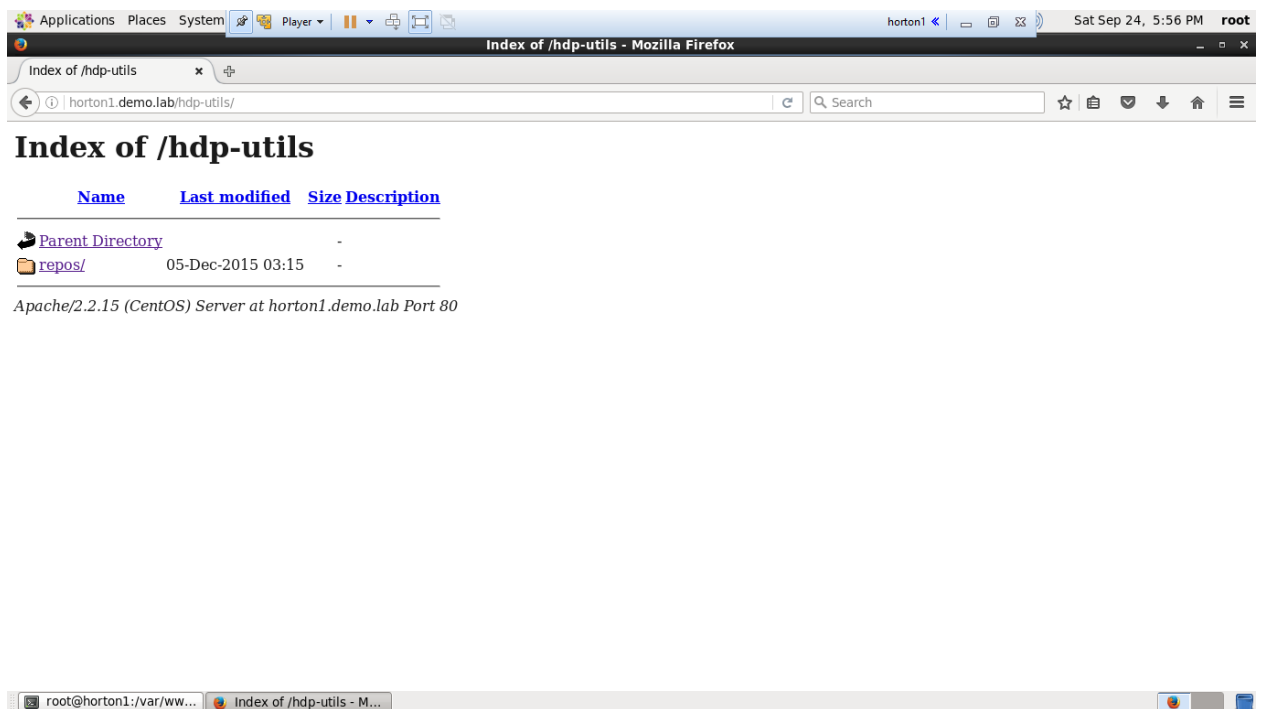 Applications Places System Player horton1 Sat Sep 24, 5:56 PM root
Index of /hdp-utils - Mozilla Firefox
Index of /hdp-utils
horton1.demo.lab/hdp-utils/ Search
Index of /hdp-utils
Name Last modified Size Description
Parent Directory -
repos/ 05-Dec-2015 03:15 -
Apache/2.2.15 (CentOS) Server at horton1.demo.lab Port 80
root@horton1:/var/ww... Index of /hdp-utils - M...